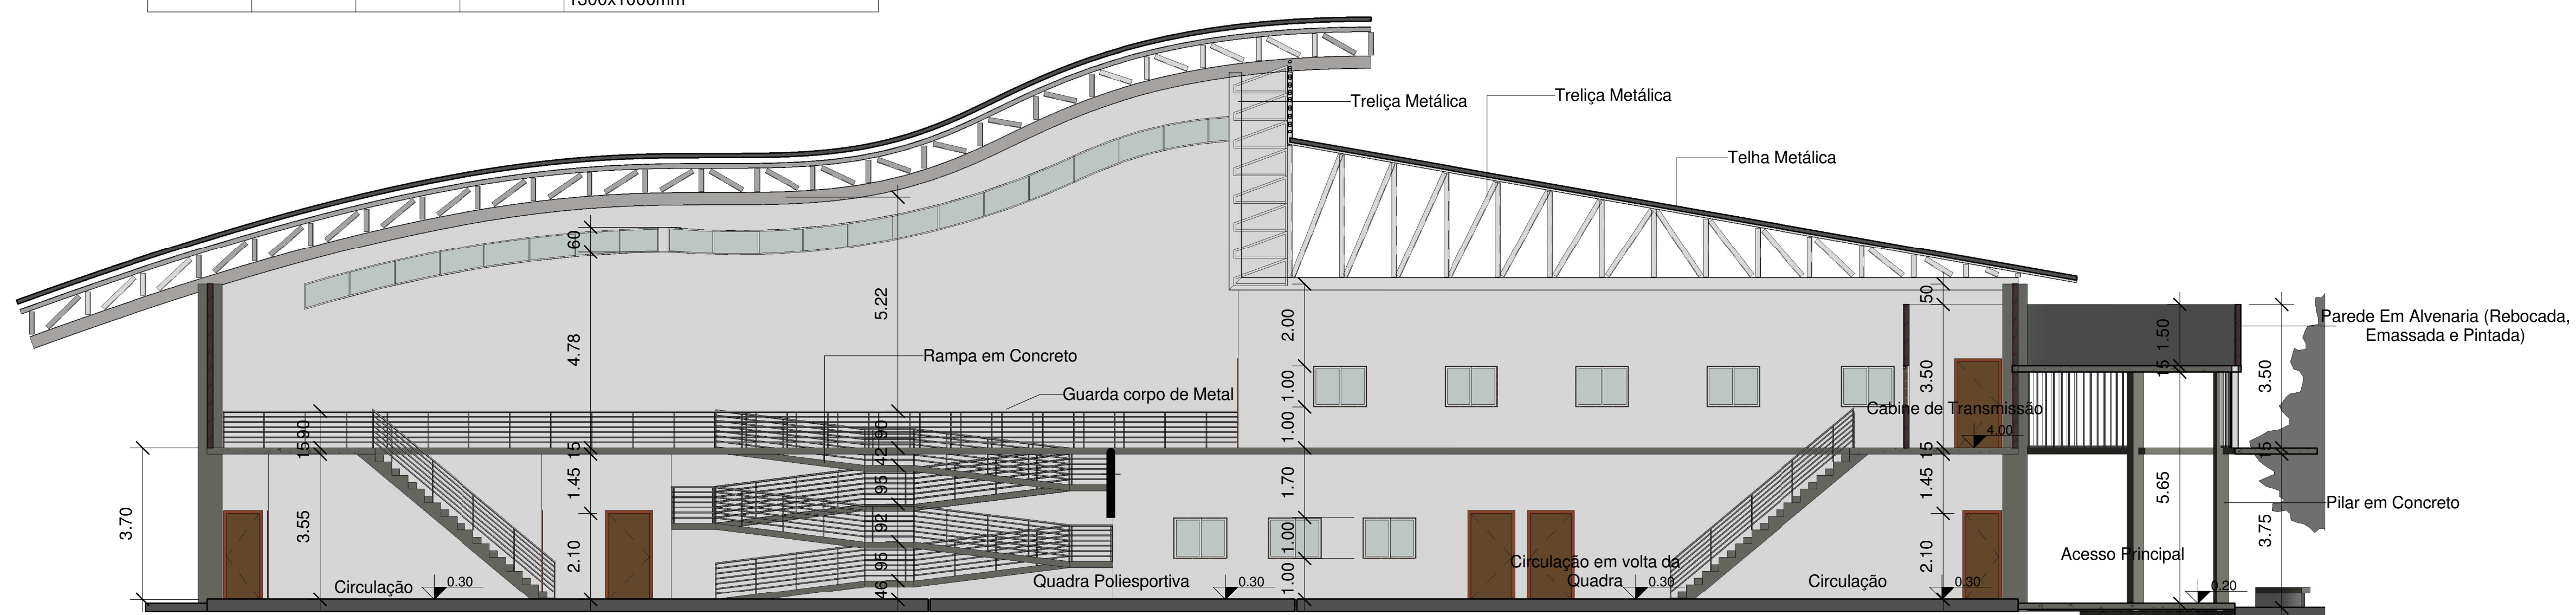 1300x1000mm
Treliça Metálica
Treliça Metálica
Telha Metálica
Rampa em Concreto
Guarda corpo de Metal
Parede Em Alvenaria (Rebocada,
Emassada e Pintada)
Cabine de Transmissão
4.00
Pilar em Concreto
Acesso Principal
0.20
Circulação
0.30
Quadra Poliesportiva
0.30
Circulação em volta da
Quadra
0.30
Circulação
0.30
3.70
90
15
3.55
60
4.78
15
1.45
2.10
5.22
90
42
95
92
95
46
2.00
1.00
1.00
1.70
1.00
1.00
50
3.50
15
1.45
2.10
1.50
15
5.65
3.50
15
3.75